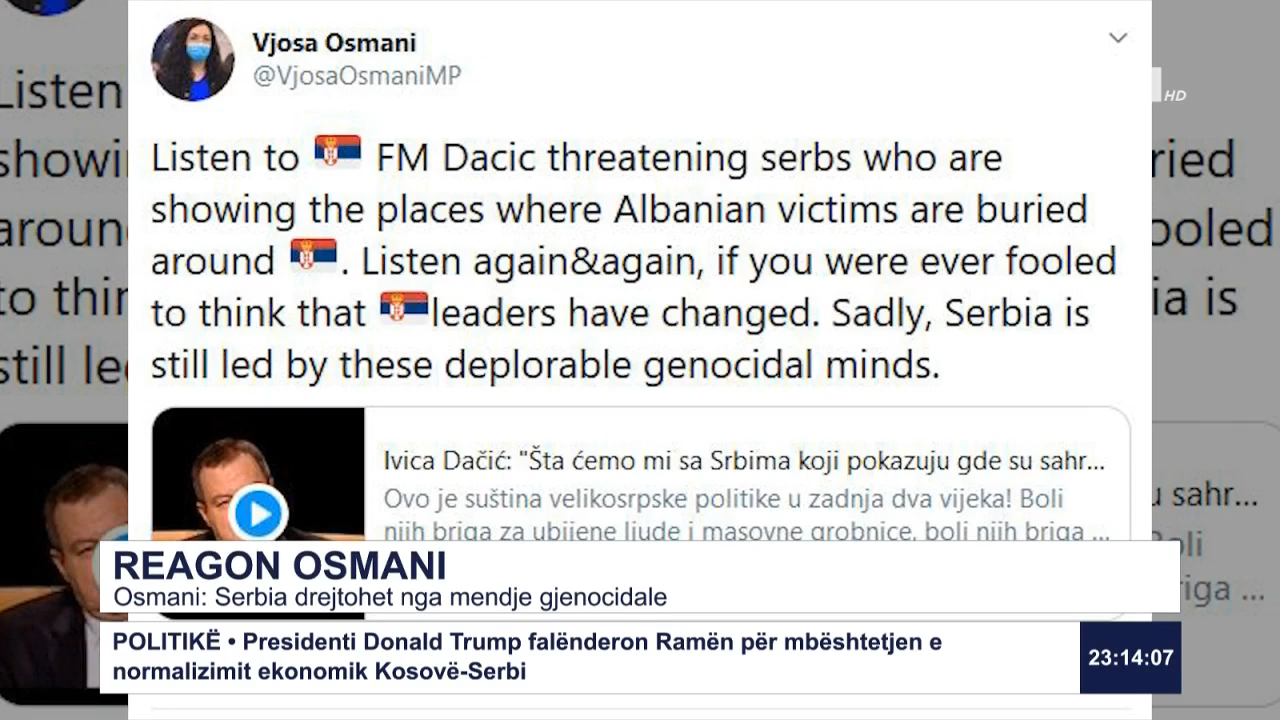 Vjosa Osmani
@VjosaOsmaniMP
HD
Listen to FM Dacic threatening serbs who are
showing the places where Albanian victims are buried
around . Listen again&again, if you were ever fooled
to think that leaders have changed. Sadly, Serbia is
still led by these deplorable genocidal minds.
Ivica Dačić: "Šta ćemo mi sa Srbima koji pokazuju gde su sahr...
Ovo je suština velikosrpske politike u zadnja dva vijeka! Boli
njih briga za ubijene ljude i masovne grobnice, boli njih briga ...
REAGON OSMANI
Osmani: Serbia drejtohet nga mendje gjenocidale
POLITIKË • Presidenti Donald Trump falënderon Ramën për mbështetjen e
normalizimit ekonomik Kosovë-Serbi
23:14:07